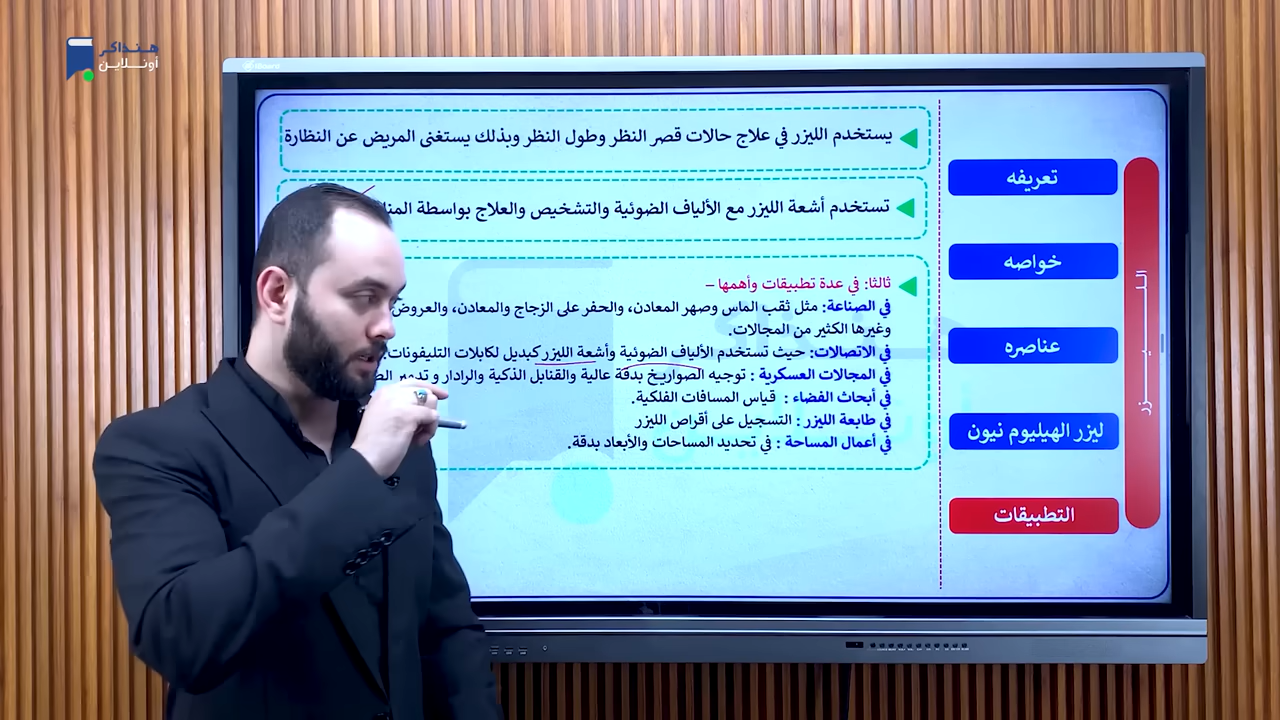 هنذاكر
أونلاين
يستخدم الليزر في علاج حالات قصر النظر وطول النظر وبذلك يستغنى المريض عن النظارة
تستخدم أشعة الليزر مع الألياف الضوئية والتشخيص والعلاج بواسطة
ثالثا: في عدة تطبيقات وأهمها –
في الصناعة: مثل ثقب الماس وصهر المعادن، والحفر على الزجاج والمعادن، والعروض
وغيرها الكثير من المجالات.
في الاتصالات: حيث تستخدم الألياف الضوئية وأشعة الليزر كبديل لكابلات التليفونات.
في المجالات العسكرية : توجيه الصواريخ بدقة عالية والقنابل الذكية والرادار و تدمير
في أبحاث الفضاء : قياس المسافات الفلكية.
في طابعة الليزر : التسجيل على أقراص الليزر
في أعمال المساحة : في تحديد المساحات والأبعاد بدقة.
الليزر
تعريفه
خواصه
عناصره
ليزر الهيليوم نيون
التطبيقات